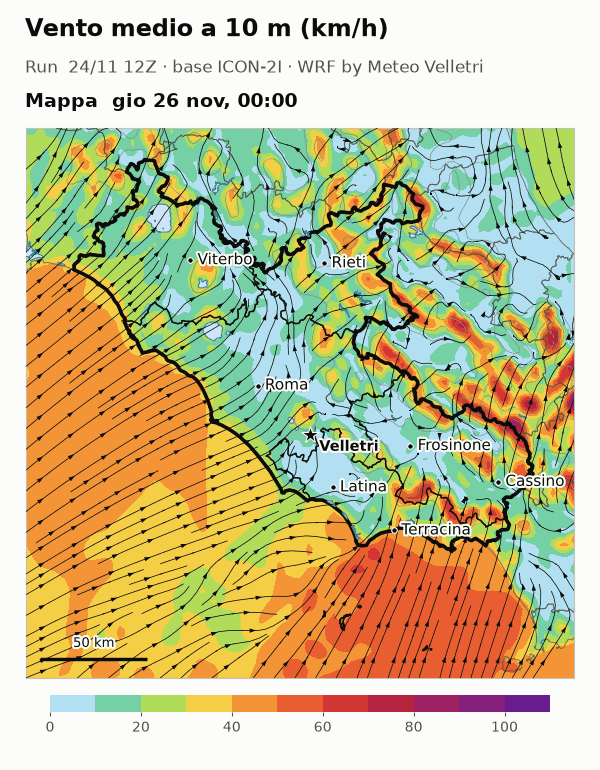 Vento medio a 10 m (km/h)
Run  24/11 12Z · base ICON-2I · WRF by Meteo Velletri
Mappa  gio 26 nov, 00:00
Viterbo
Rieti
Roma
Velletri
Frosinone
Cassino
Latina
Terracina
50 km
0 20 40 60 80 100